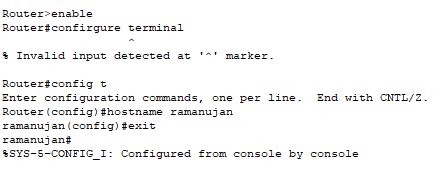 Router>enable
Router#confirgure terminal
^
% Invalid input detected at '^' marker.
Router#config t
Enter configuration commands, one per line. End with CNTL/Z.
Router(config)#hostname ramanujan
ramanujan(config)#exit
ramanujan#
%SYS-5-CONFIG_I: Configured from console by console